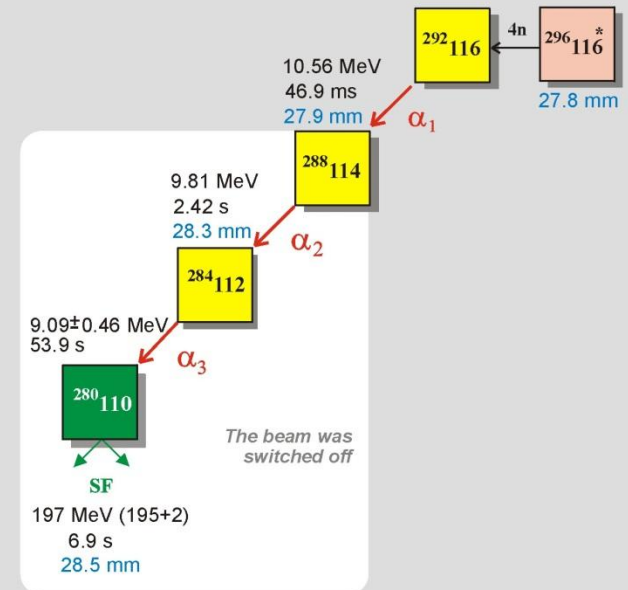 ²⁹²116
4n
²⁹⁶116*
27.8 mm
10.56 MeV
46.9 ms
27.9 mm
α₁
²⁸⁸114
9.81 MeV
2.42 s
28.3 mm
α₂
²⁸⁴112
9.09±0.46 MeV
53.9 s
α₃
²⁸⁰110
The beam was
switched off
SF
197 MeV (195+2)
6.9 s
28.5 mm